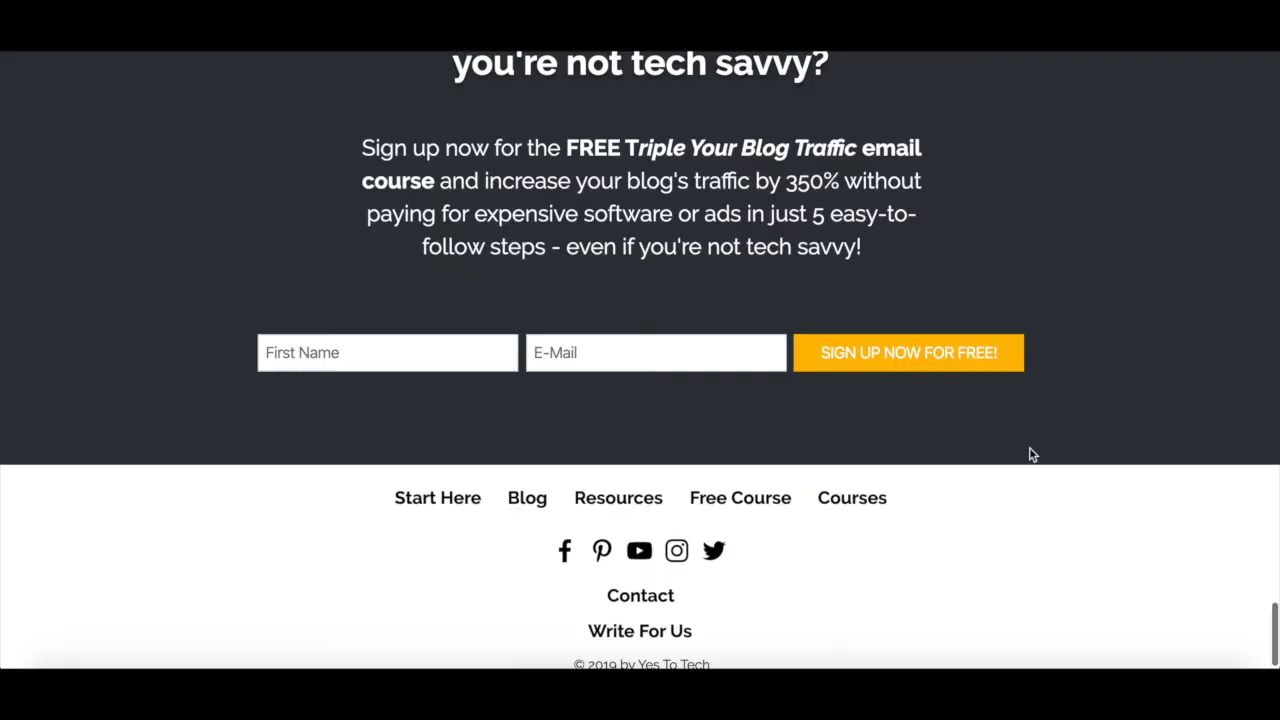 you're not tech savvy?
Sign up now for the FREE Triple Your Blog Traffic email
course and increase your blog's traffic by 350% without
paying for expensive software or ads in just 5 easy-to-
follow steps - even if you're not tech savvy!
First Name E-Mail SIGN UP NOW FOR FREE!
Start Here Blog Resources Free Course Courses
Contact
Write For Us
© 2019 by Yes To Tech